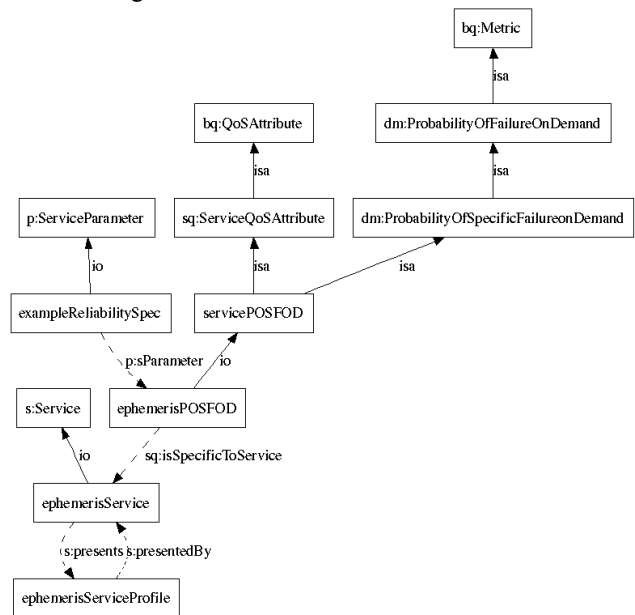 bq:Metric
isa
bq:QoSAttribute
dm:ProbabilityOfFailureOnDemand
isa
isa
p:ServiceParameter
sq:ServiceQoSAttribute
dm:ProbabilityOfSpecificFailureonDemand
io
isa
isa
exampleReliabilitySpec
servicePOSFOD
p:sParameter
io
s:Service
ephemerisPOSFOD
io
sq:isSpecificToService
ephemerisService
s:presents
s:presentedBy
ephemerisServiceProfile